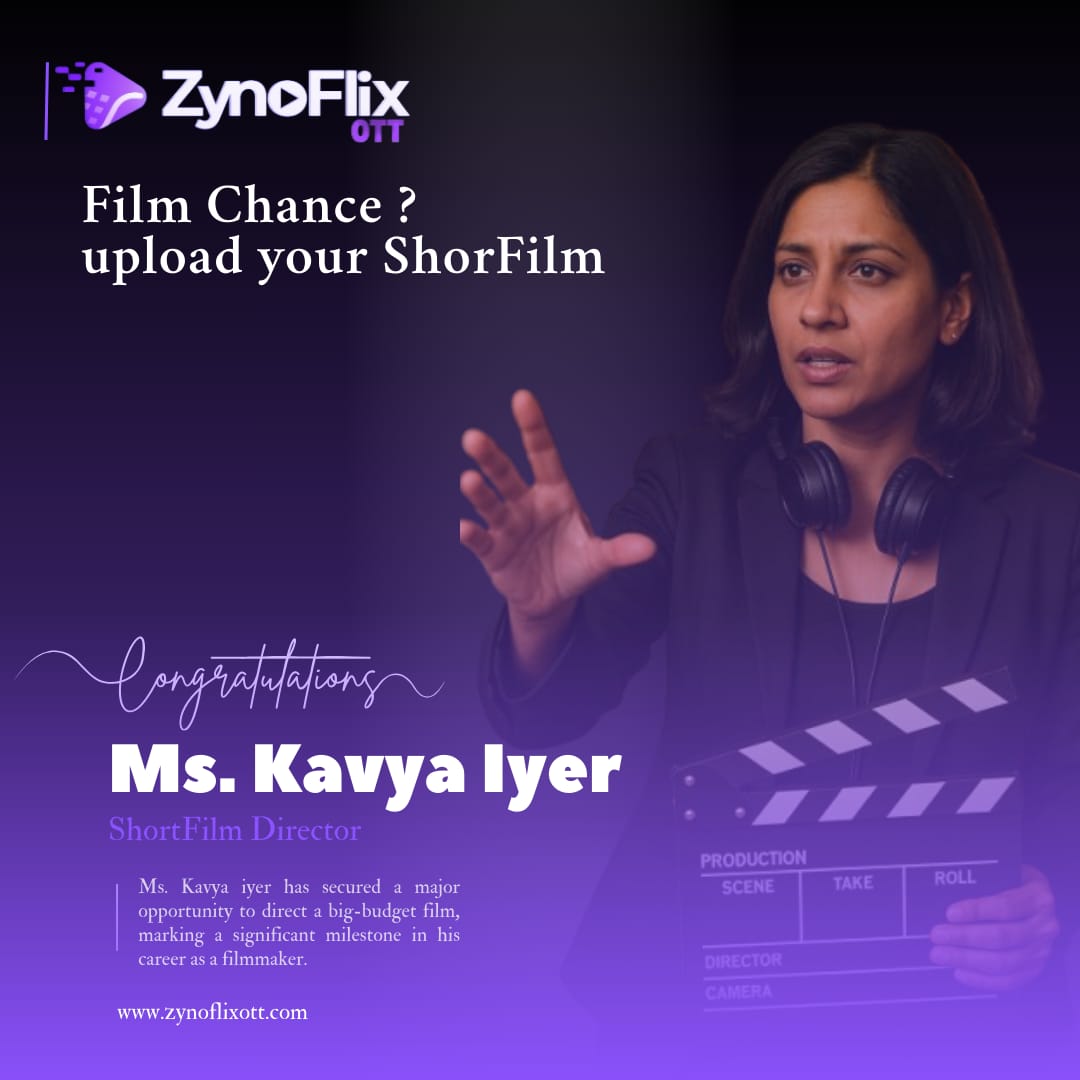 ZynoFlix
OTT
Film Chance ?
upload your ShorFilm
Congratulations
Ms. Kavya Iyer
ShortFilm Director
Ms. Kavya iyer has secured a major
opportunity to direct a big-budget film,
marking a significant milestone in his
career as a filmmaker.
www.zynoflixott.com
PRODUCTION
SCENE TAKE ROLL
DIRECTOR
CAMERA